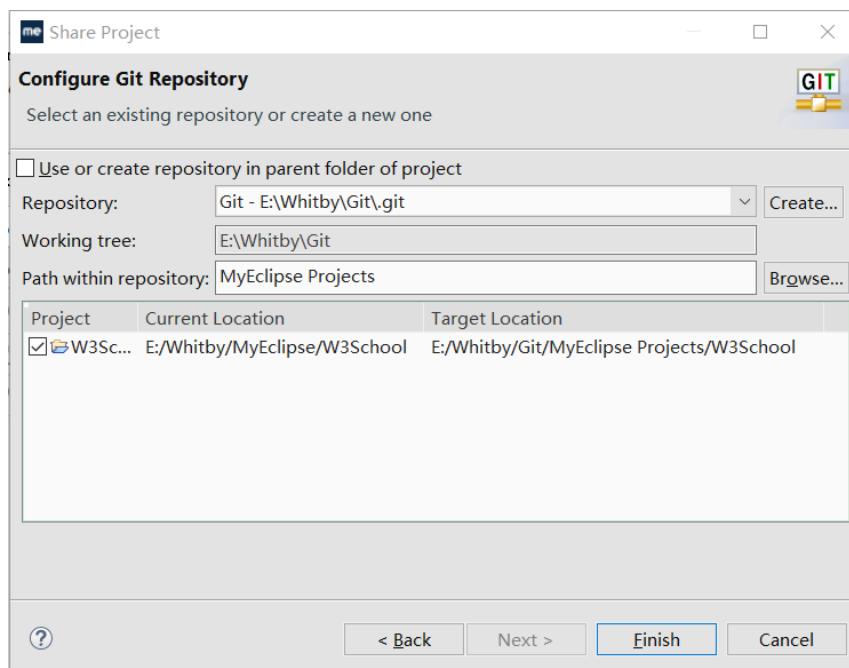 me Share Project
Configure Git Repository
GIT
Select an existing repository or create a new one
Use or create repository in parent folder of project
Repository: Git - E:\Whitby\Git\.git Create...
Working tree: E:\Whitby\Git
Path within repository: MyEclipse Projects Browse...
Project Current Location Target Location
W3Sc... E:/Whitby/MyEclipse/W3School E:/Whitby/Git/MyEclipse Projects/W3School
? < Back Next > Finish Cancel